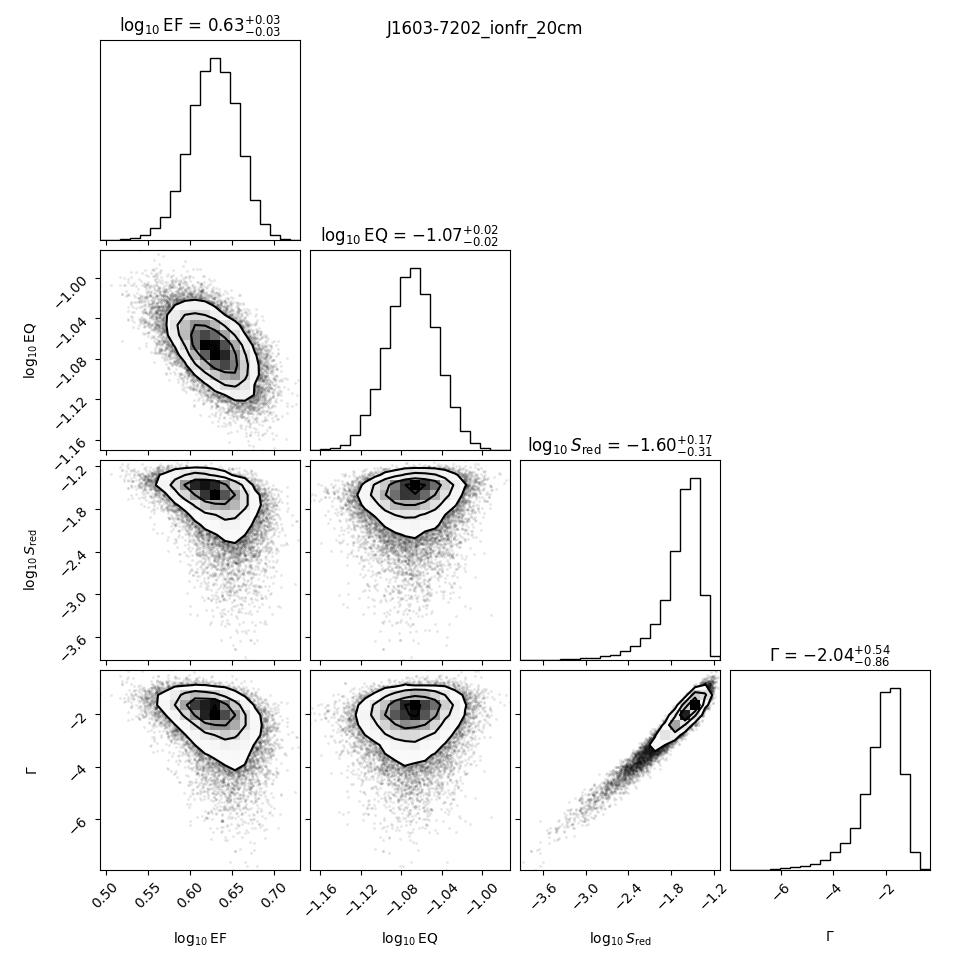 J1603-7202_ionfr_20cm
log₁₀ EF = 0.63 +0.03 −0.03
log₁₀ EQ = −1.07 +0.02 −0.02
log₁₀ EQ
−1.00
−1.04
−1.08
−1.12
−1.16
log₁₀ S_red = −1.60 +0.17 −0.31
log₁₀ S_red
−1.2
−1.8
−2.4
−3.0
−3.6
Γ = −2.04 +0.54 −0.86
Γ
−2
−4
−6
0.50 0.55 0.60 0.65 0.70
−1.16 −1.12 −1.08 −1.04 −1.00
−3.6 −3.0 −2.4 −1.8 −1.2
−6 −4 −2
log₁₀ EF
log₁₀ EQ
log₁₀ S_red
Γ